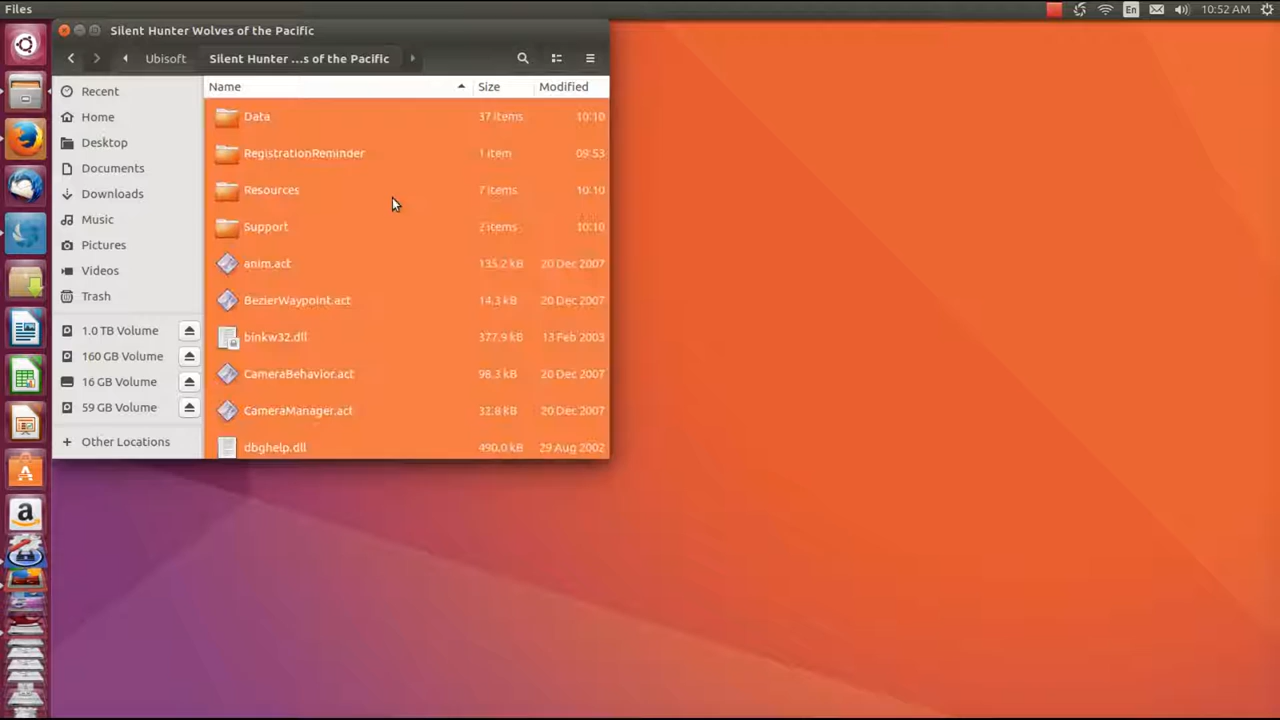 Files
En
10:52 AM
Silent Hunter Wolves of the Pacific
Ubisoft
Silent Hunter ...s of the Pacific
Name
Size
Modified
Recent
Home
Desktop
Documents
Downloads
Music
Pictures
Videos
Trash
1.0 TB Volume
160 GB Volume
16 GB Volume
59 GB Volume
Other Locations
Data 37 items 10:10
RegistrationReminder 1 item 09:53
Resources 7 items 10:10
Support 2 items 10:10
anim.act 135.2 kB 20 Dec 2007
BezierWaypoint.act 14.3 kB 20 Dec 2007
binkw32.dll 377.9 kB 13 Feb 2003
CameraBehavior.act 98.3 kB 20 Dec 2007
CameraManager.act 32.8 kB 20 Dec 2007
dbghelp.dll 490.0 kB 29 Aug 2002